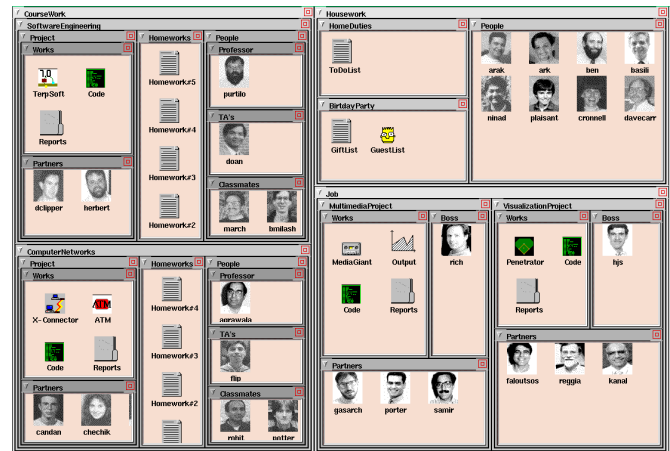 CourseWork
SoftwareEngineering
Project
Works
TerpSoft
Code
Reports
Partners
dclipper
herbert
Homeworks
Homework#5
Homework#4
Homework#3
Homework#2
People
Professor
purtilo
TA's
doan
Classmates
march
bmilash
ComputerNetworks
Project
Works
X-Connector
ATM
ATM
Code
Reports
Partners
candan
chechik
Homeworks
Homework#4
Homework#3
Homework#2
People
Professor
agrawala
TA's
flip
Classmates
mhit
potter
Housework
HomeDuties
ToDoList
BirtdayParty
GiftList
GuestList
People
arak
ark
ben
basili
ninad
plaisant
cronnell
davecarr
Job
MultimediaProject
Works
MediaGiant
Output
Code
Reports
Boss
rich
Partners
gasarch
porter
samir
VisualizationProject
Works
Penetrator
Code
Reports
Boss
hjs
Partners
faloutsos
reggia
kanal